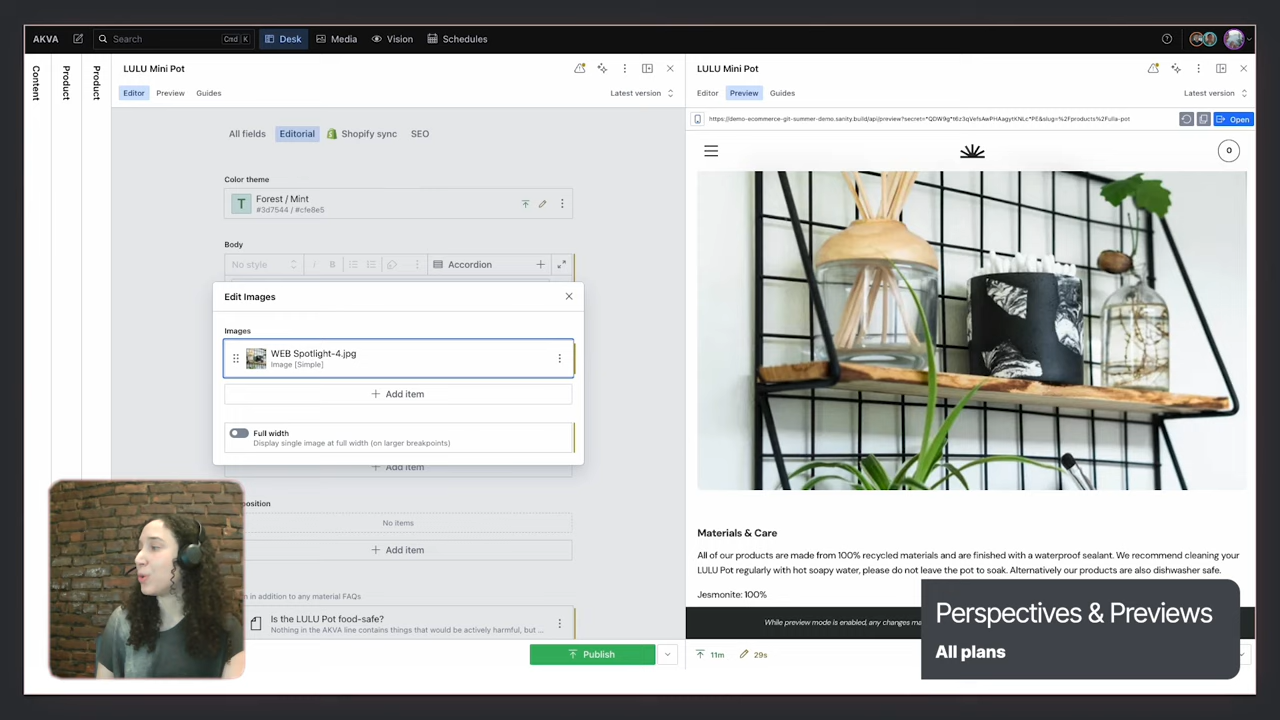 AKVA
Search
Cmd K
Desk
Media
Vision
Schedules
Content
Product
Product
LULU Mini Pot
Editor
Preview
Guides
Latest version
All fields
Editorial
Shopify sync
SEO
Color theme
T
Forest / Mint
#3d7544 / #cfe8e5
Body
No style
Accordion
Edit Images
Images
WEB Spotlight-4.jpg
Image [Simple]
Add item
Full width
Display single image at full width (on larger breakpoints)
Add item
No items
Add item
in addition to any material FAQs
Is the LULU Pot food-safe?
Nothing in the AKVA line contains things that would be actively harmful, but ...
Publish
LULU Mini Pot
Editor
Preview
Guides
Latest version
Open
0
Materials & Care
All of our products are made from 100% recycled materials and are finished with a waterproof sealant. We recommend cleaning your
LULU Pot regularly with hot soapy water, please do not leave the pot to soak. Alternatively our products are also dishwasher safe.
Jesmonite: 100%
While preview mode is enabled, any changes
11m
29s
Perspectives & Previews
All plans